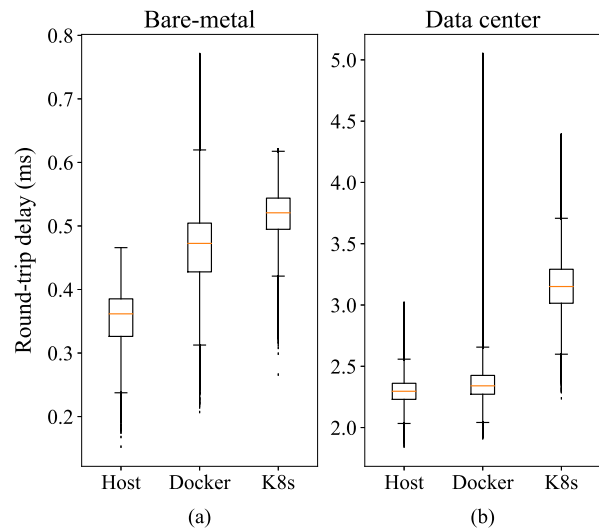 Bare-metal
Data center
Round-trip delay (ms)
0.8
0.7
0.6
0.5
0.4
0.3
0.2
5.0
4.5
4.0
3.5
3.0
2.5
2.0
Host Docker K8s
Host Docker K8s
(a)
(b)